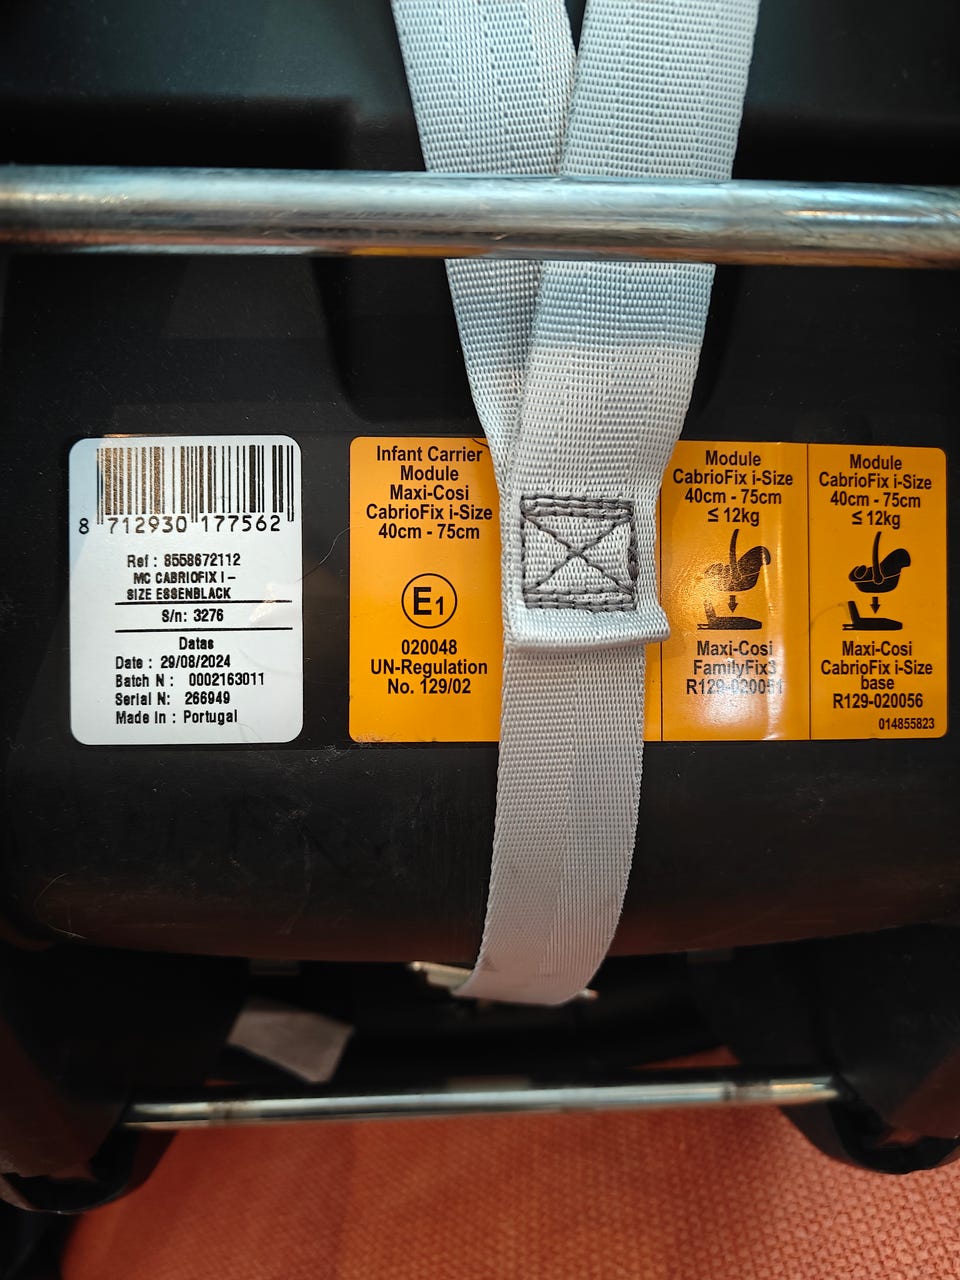 8 712930 177562
Ref : 8558672112
MC CABRIOFIX I -
SIZE ESSENBLACK
S/n: 3276
Datas
Date : 29/08/2024
Batch N : 0002163011
Serial N: 266949
Made In : Portugal
Infant Carrier
Module
Maxi-Cosi
CabrioFix i-Size
40cm - 75cm
E1
020048
UN-Regulation
No. 129/02
Module
CabrioFix i-Size
40cm - 75cm
≤ 12kg
Maxi-Cosi
FamilyFix3
R129-020051
Module
CabrioFix i-Size
40cm - 75cm
≤ 12kg
Maxi-Cosi
CabrioFix i-Size
base
R129-020056
014855823